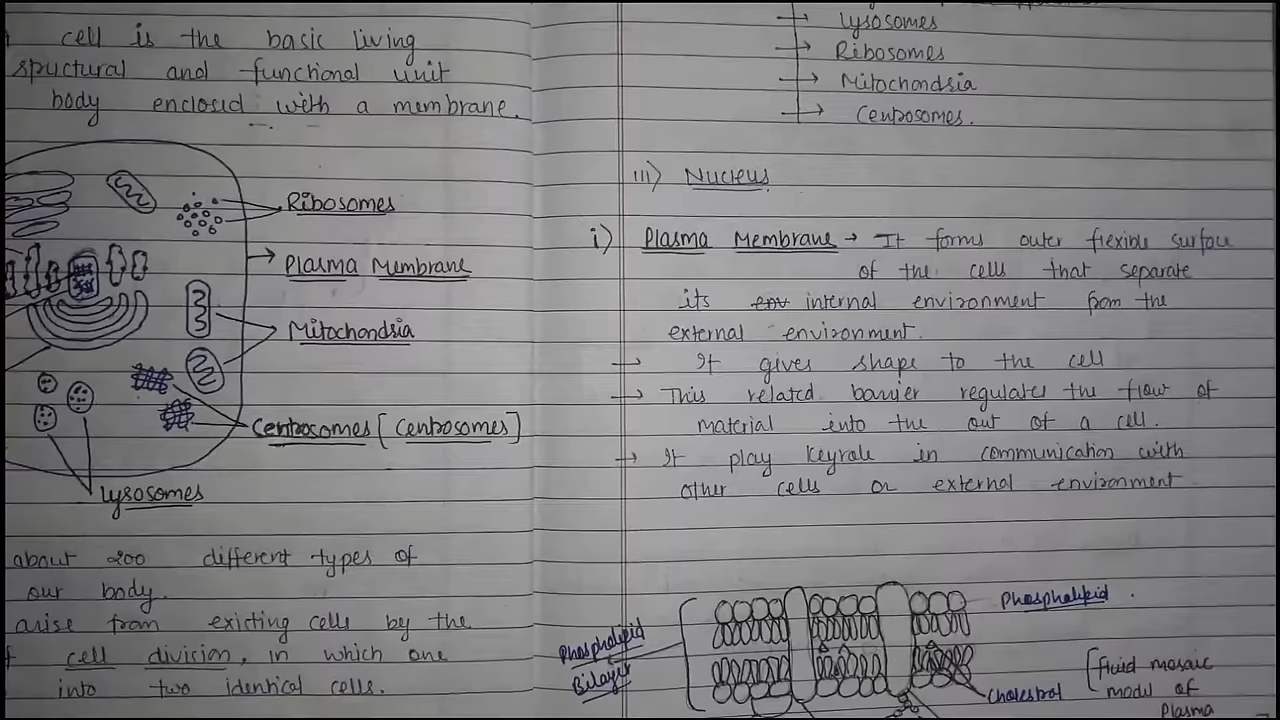 cell is the basic living
structural and functional unit
body enclosed with a membrane.
Ribosomes
Plasma Membrane
Mitochondria
Centrosomes [Centrosomes]
Lysosomes
about 200 different types of
our body.
arise from existing cells by the
cell division, in which one
into two identical cells.
Lysosomes
Ribosomes
Mitochondria
Centrosomes.
iii) Nucleus
i) Plasma Membrane → It forms outer flexible surface
of the cells that separate
its internal environment from the
external environment.
→ It gives shape to the cell
→ This related barrier regulates the flow of
material into the out of a cell.
→ It play keyrole in communication with
other cells or external environment
Phospholipid
Phospholipid
Bilayer
Cholestrol
[fluid mosaic
modul of
Plasma